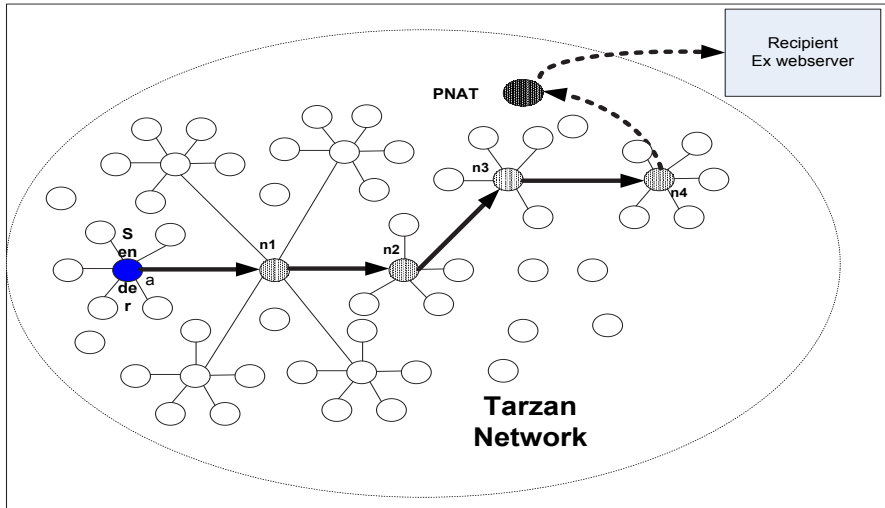 Recipient
Ex webserver
PNAT
n3
n4
S
en
de
r
a
n1
n2
Tarzan
Network